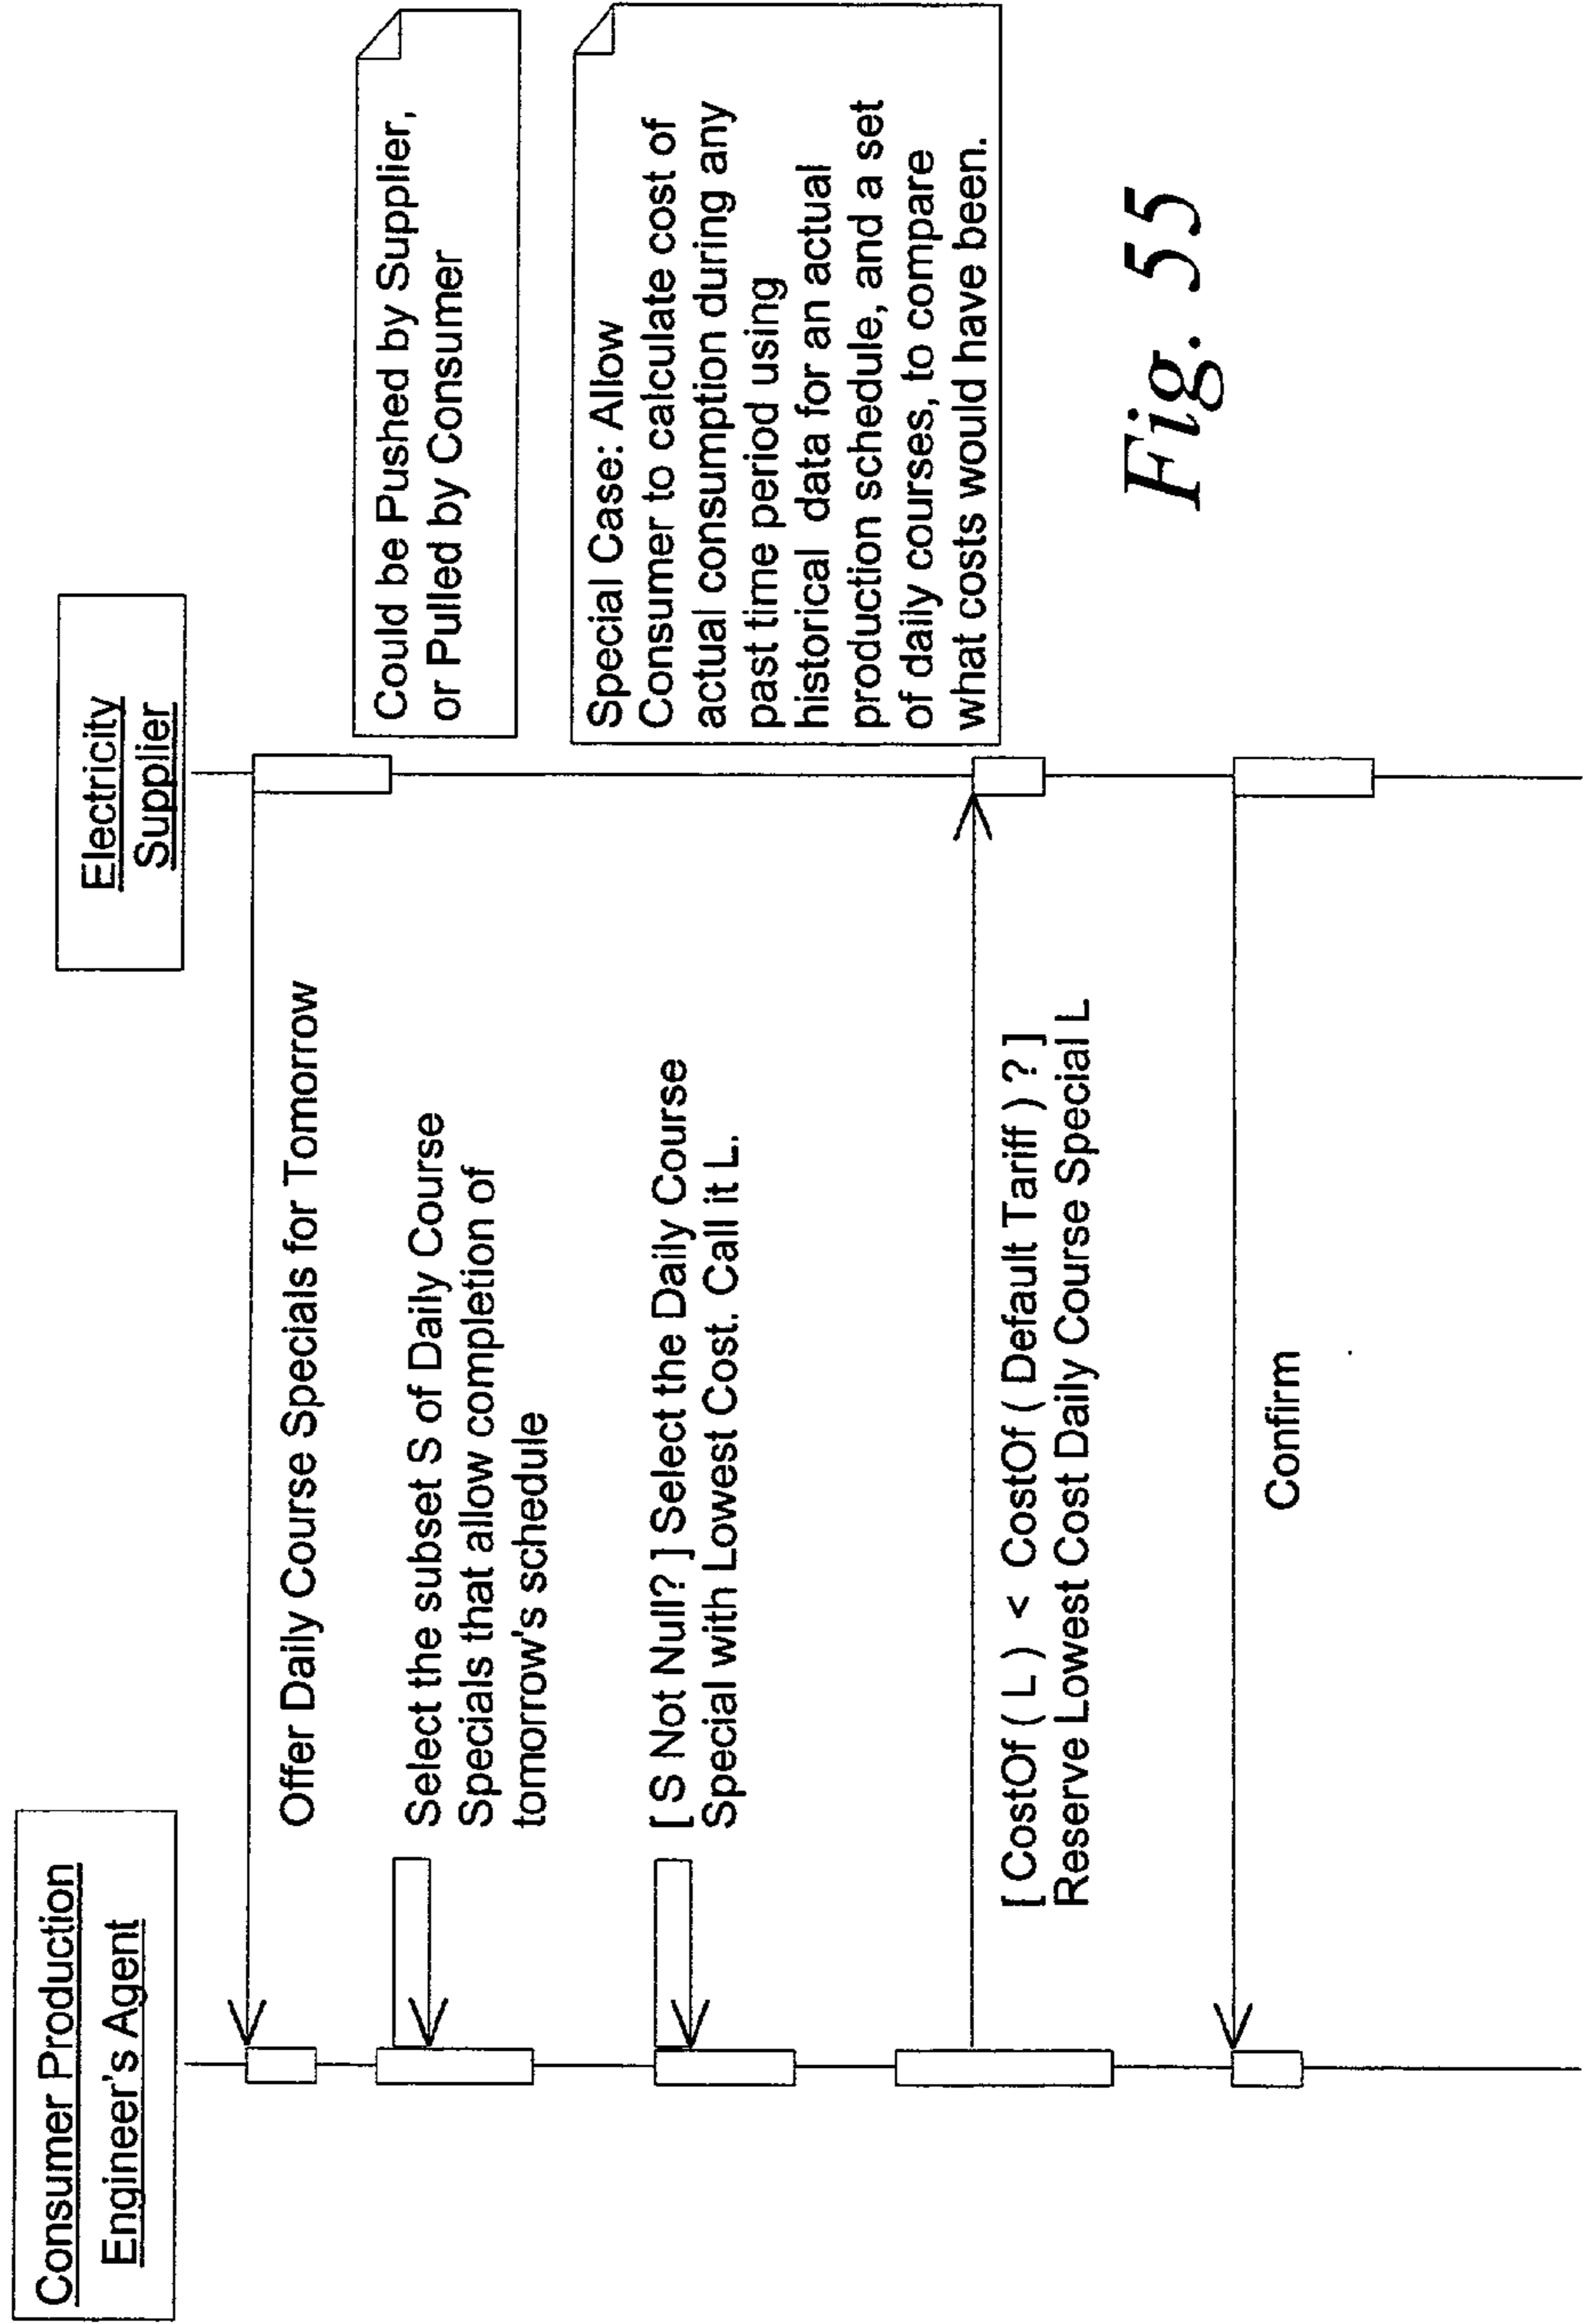 Consumer Production
Engineer's Agent
Electricity
Supplier
Offer Daily Course Specials for Tomorrow
Could be Pushed by Supplier,
or Pulled by Consumer
Select the subset S of Daily Course
Specials that allow completion of
tomorrow's schedule
[ S Not Null? ] Select the Daily Course
Special with Lowest Cost. Call it L.
Special Case: Allow
Consumer to calculate cost of
actual consumption during any
past time period using
historical data for an actual
production schedule, and a set
of daily courses, to compare
what costs would have been.
[ CostOf ( L ) < CostOf ( Default Tariff ) ? ]
Reserve Lowest Cost Daily Course Special L
Confirm
Fig. 55